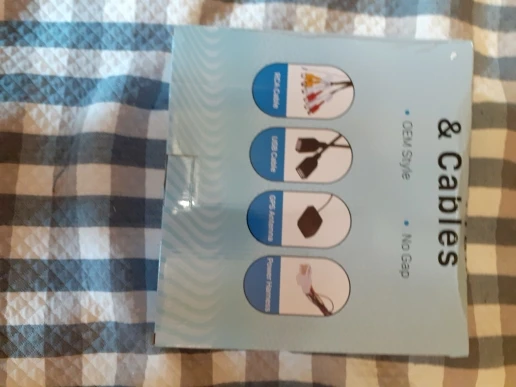 & Cables
• OEM Style • No Gap
RCA Cable
USB Cable
GPS Antenna
Power Harness